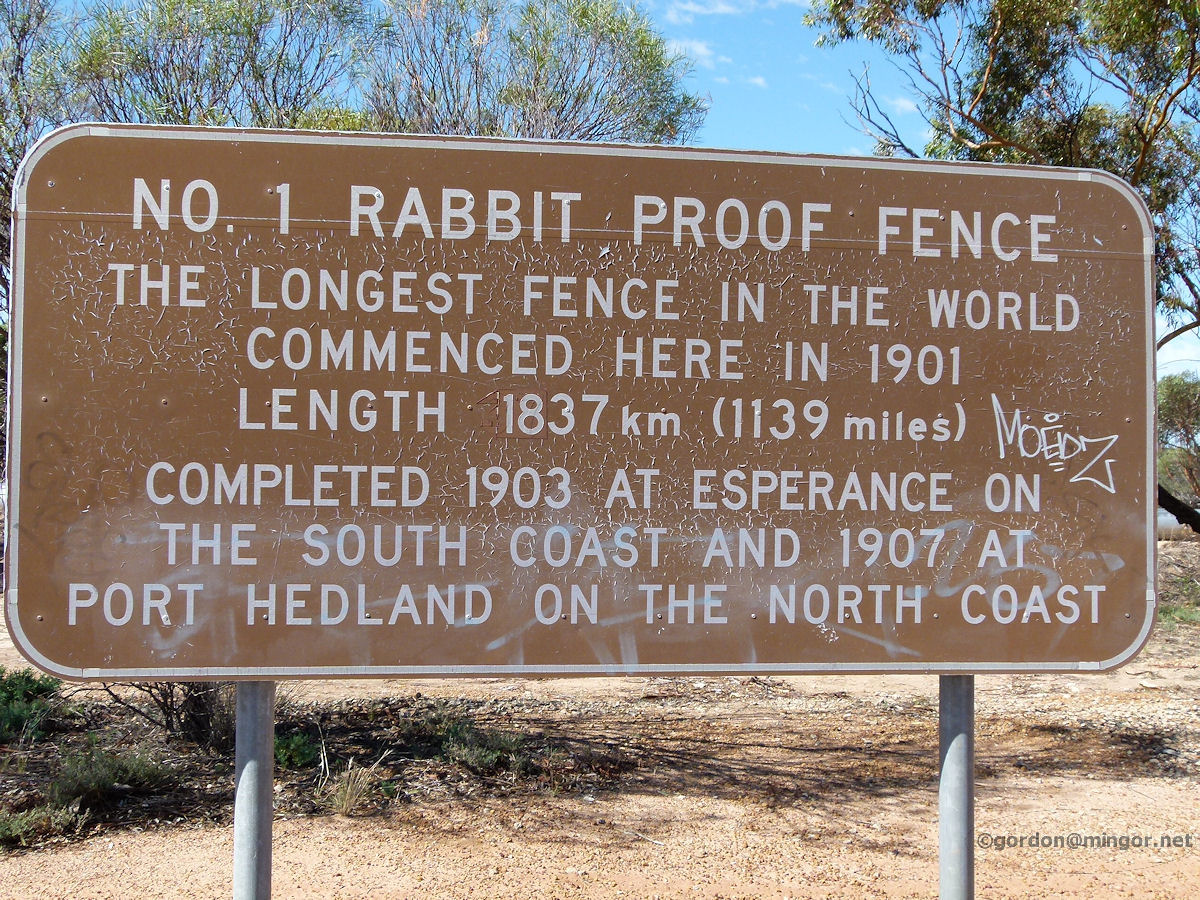 NO. 1 RABBIT PROOF FENCE
THE LONGEST FENCE IN THE WORLD
COMMENCED HERE IN 1901
LENGTH 1837 km (1139 miles)
COMPLETED 1903 AT ESPERANCE ON
THE SOUTH COAST AND 1907 AT
PORT HEDLAND ON THE NORTH COAST
©gordon@mingor.net